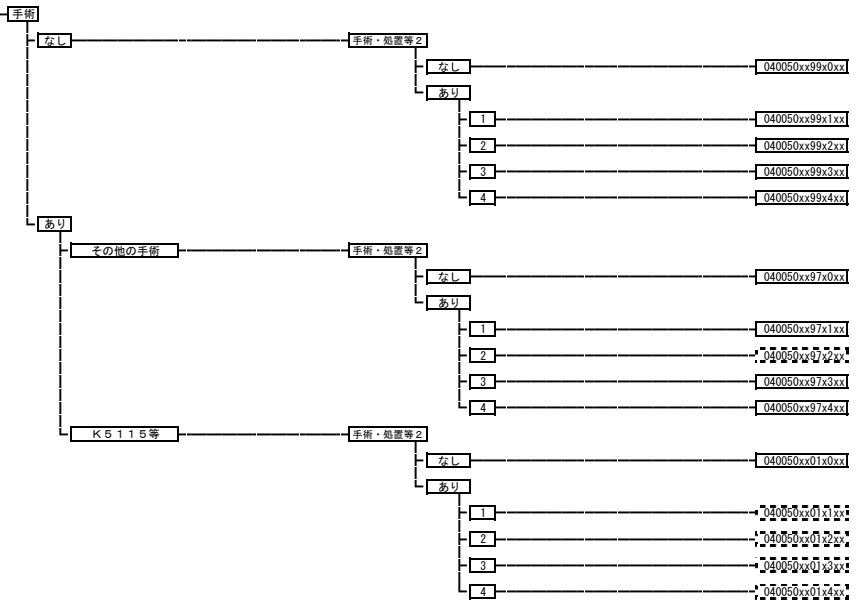 手術
なし 手術・処置等2
なし 040050xx99x0xx
あり
1 040050xx99x1xx
2 040050xx99x2xx
3 040050xx99x3xx
4 040050xx99x4xx
あり
その他の手術 手術・処置等2
なし 040050xx97x0xx
あり
1 040050xx97x1xx
2 040050xx97x2xx
3 040050xx97x3xx
4 040050xx97x4xx
K5115等 手術・処置等2
なし 040050xx01x0xx
あり
1 040050xx01x1xx
2 040050xx01x2xx
3 040050xx01x3xx
4 040050xx01x4xx